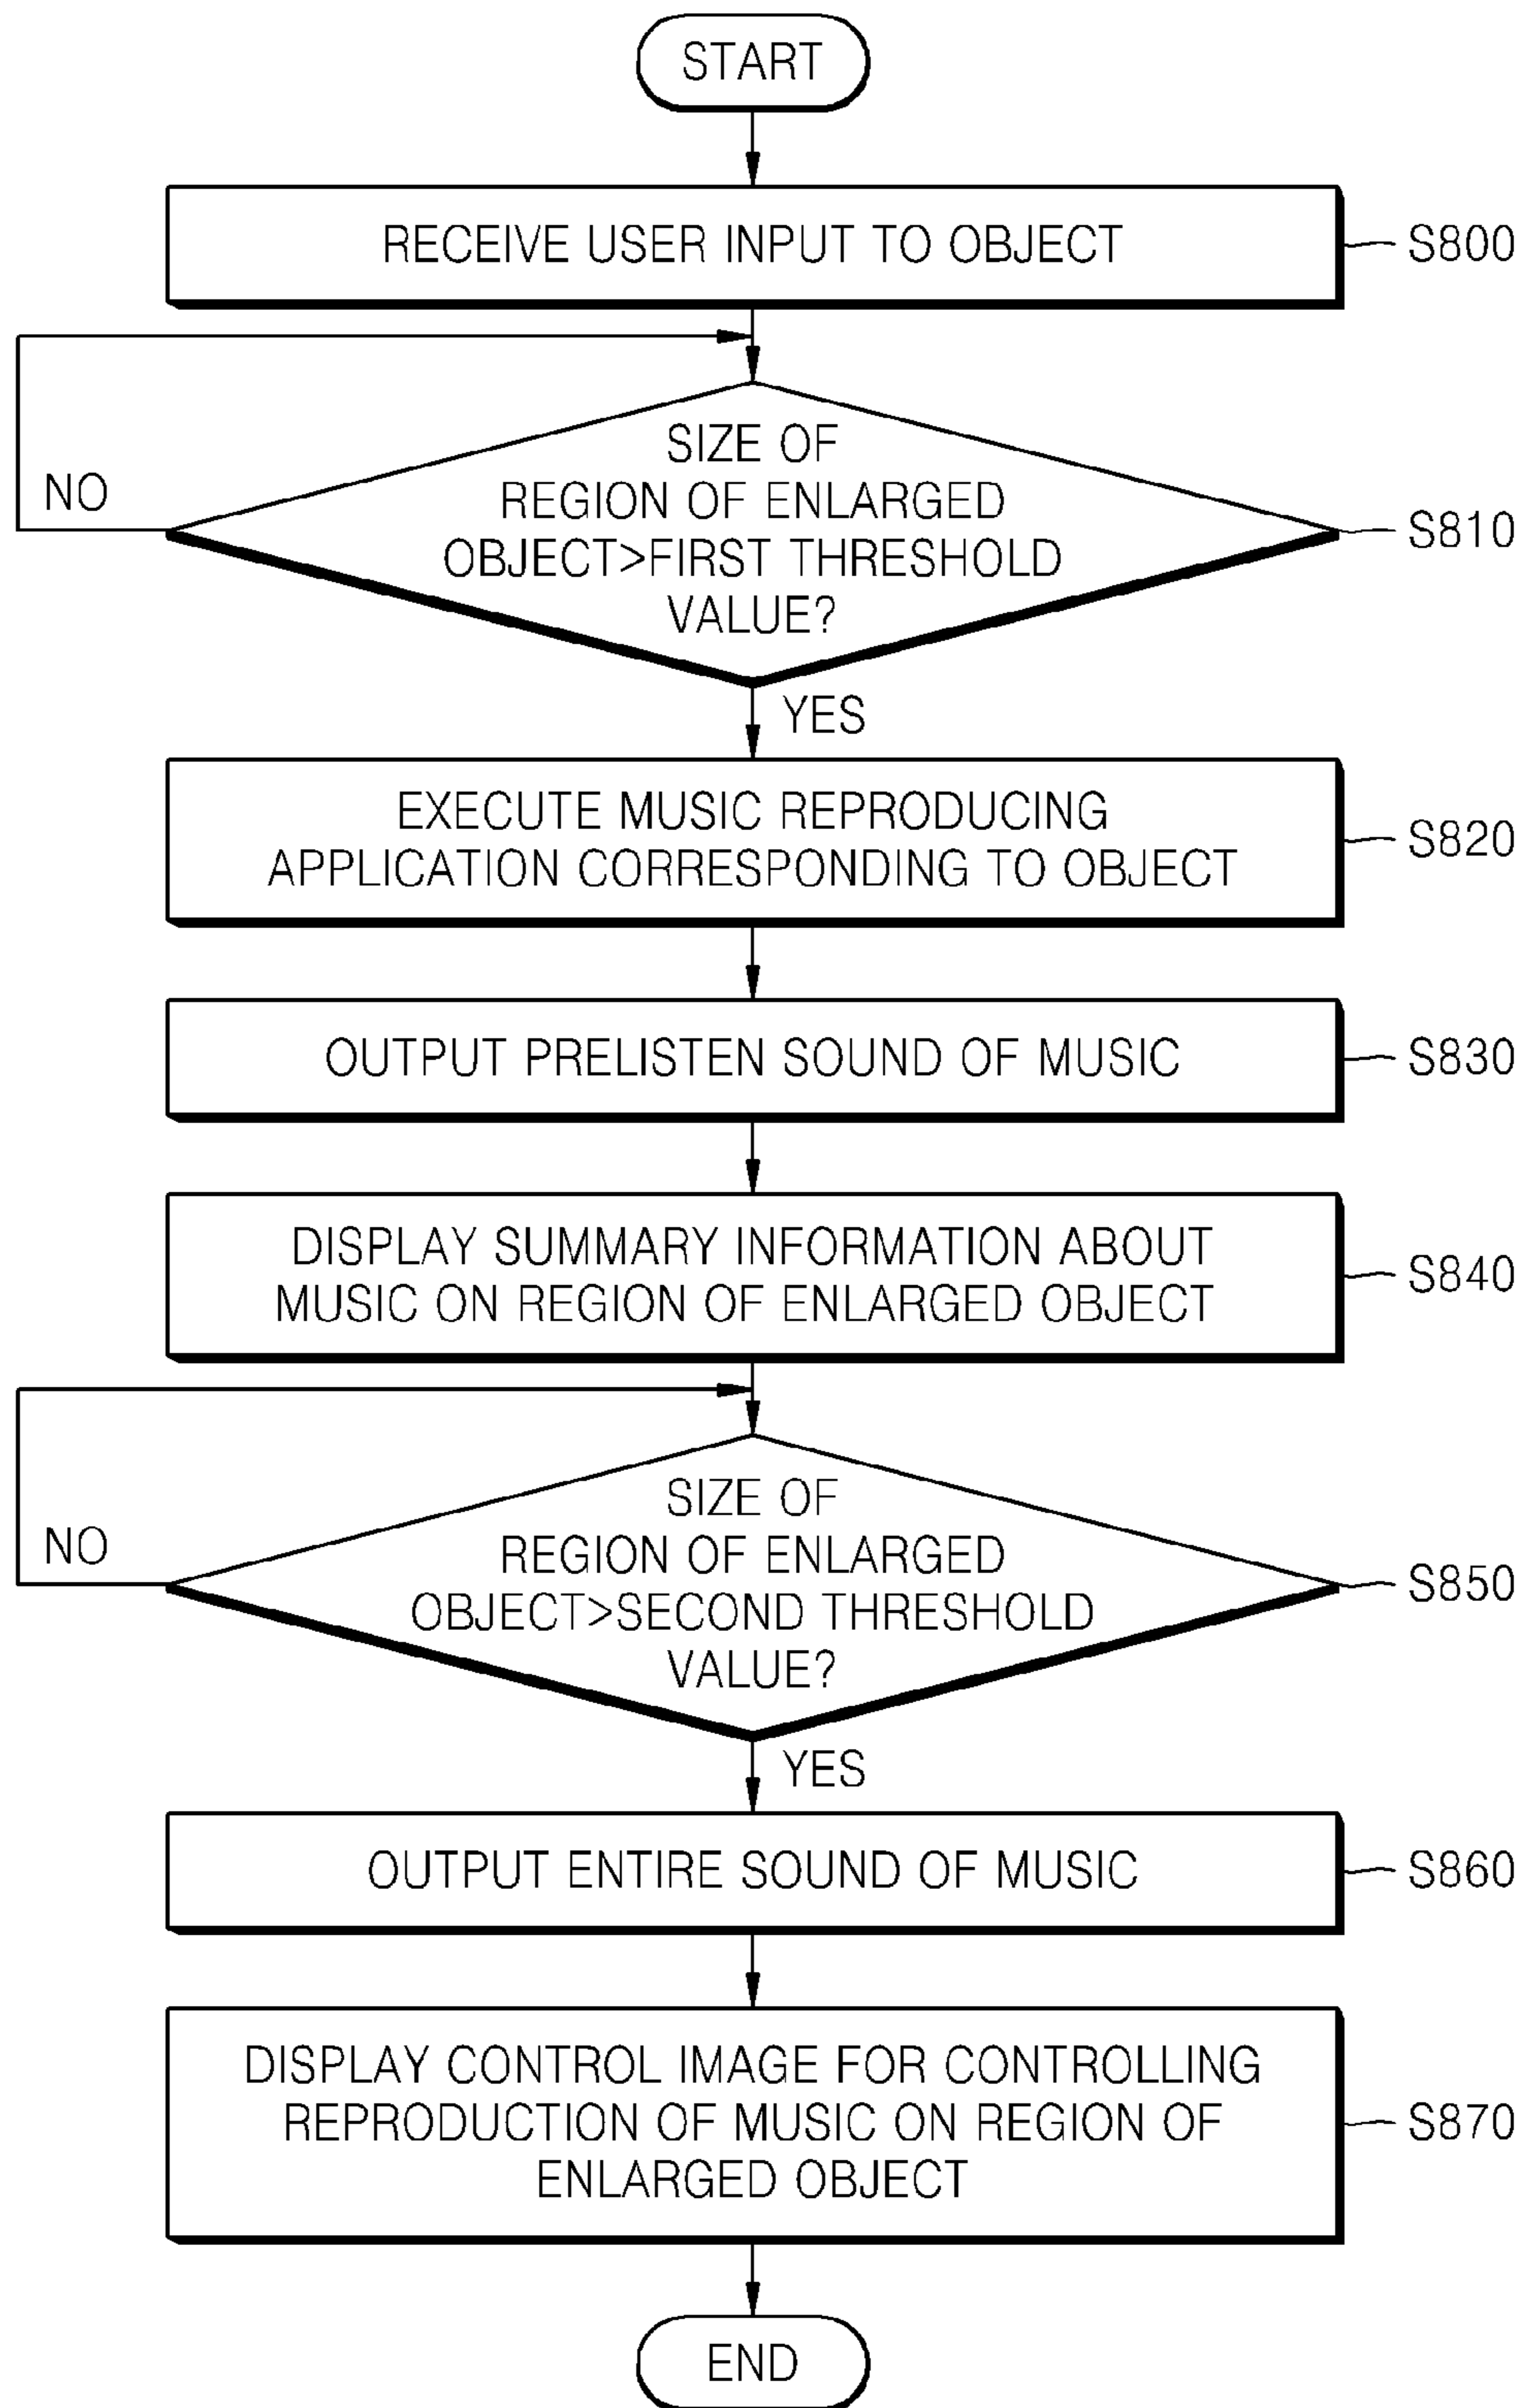 START
RECEIVE USER INPUT TO OBJECT
S800
SIZE OF
REGION OF ENLARGED
OBJECT>FIRST THRESHOLD
VALUE?
NO
S810
YES
EXECUTE MUSIC REPRODUCING
APPLICATION CORRESPONDING TO OBJECT
S820
OUTPUT PRELISTEN SOUND OF MUSIC
S830
DISPLAY SUMMARY INFORMATION ABOUT
MUSIC ON REGION OF ENLARGED OBJECT
S840
SIZE OF
REGION OF ENLARGED
OBJECT>SECOND THRESHOLD
VALUE?
NO
S850
YES
OUTPUT ENTIRE SOUND OF MUSIC
S860
DISPLAY CONTROL IMAGE FOR CONTROLLING
REPRODUCTION OF MUSIC ON REGION OF
ENLARGED OBJECT
S870
END